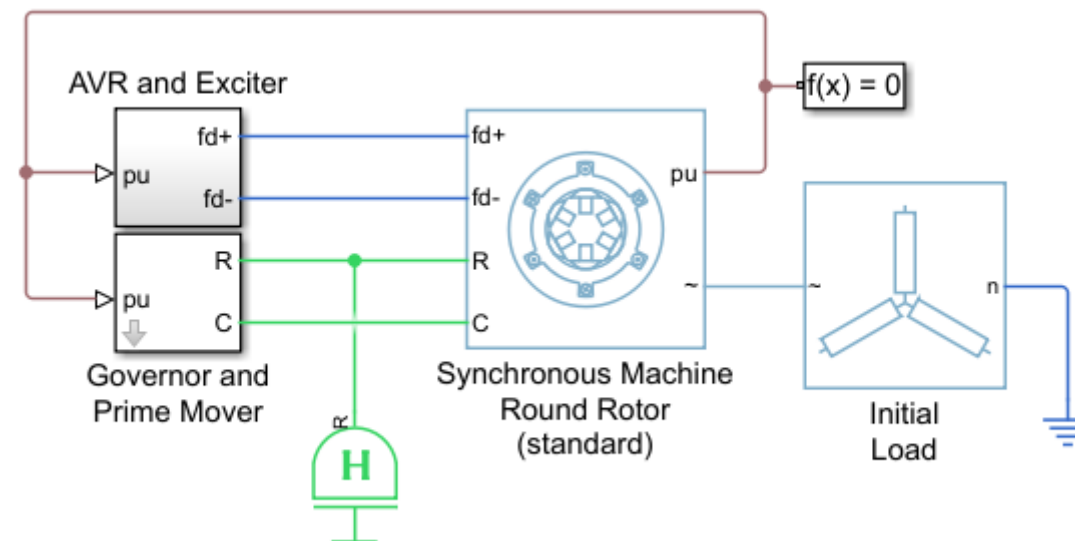 AVR and Exciter
f(x) = 0
fd+
fd+
pu
pu
fd-
fd-
R
R
~
~
n
pu
C
C
Governor and
Prime Mover
Synchronous Machine
Round Rotor
(standard)
Initial
Load
R
H